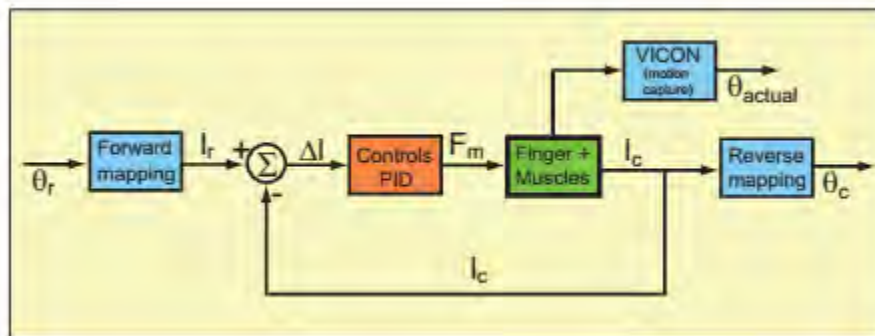 VICON
(motion
capture)
θactual
θr
Forward
mapping
lr
+
Σ
-
Δl
Controls
PID
Fm
Finger +
Muscles
lc
Reverse
mapping
θc
lc